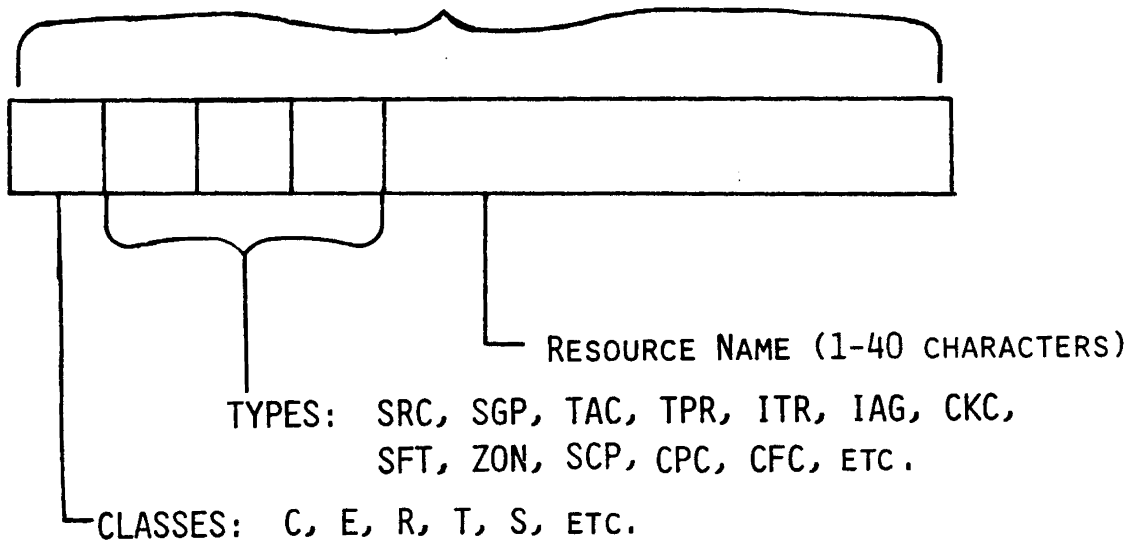 RESOURCE NAME (1-40 CHARACTERS)
TYPES: SRC, SGP, TAC, TPR, ITR, IAG, CKC,
SFT, ZON, SCP, CPC, CFC, ETC.
CLASSES: C, E, R, T, S, ETC.